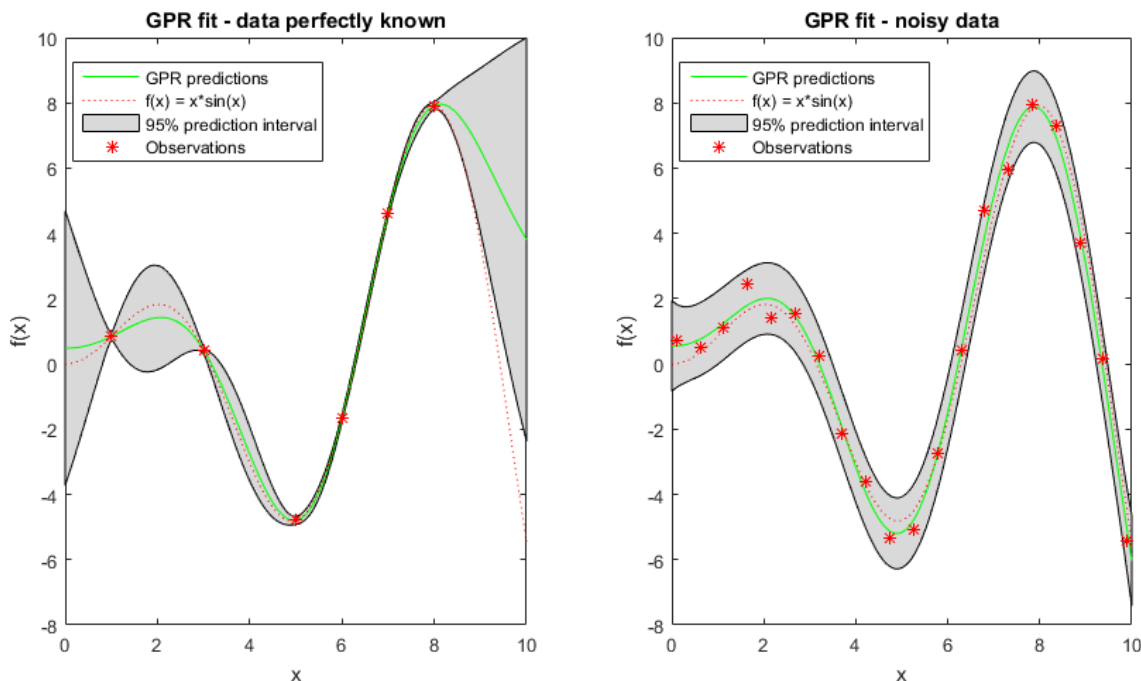 GPR fit - data perfectly known
10
8
6
4
2
0
-2
-4
-6
-8
f(x)
GPR predictions
f(x) = x*sin(x)
95% prediction interval
Observations
0 2 4 6 8 10
x
GPR fit - noisy data
10
8
6
4
2
0
-2
-4
-6
-8
f(x)
GPR predictions
f(x) = x*sin(x)
95% prediction interval
Observations
0 2 4 6 8 10
x